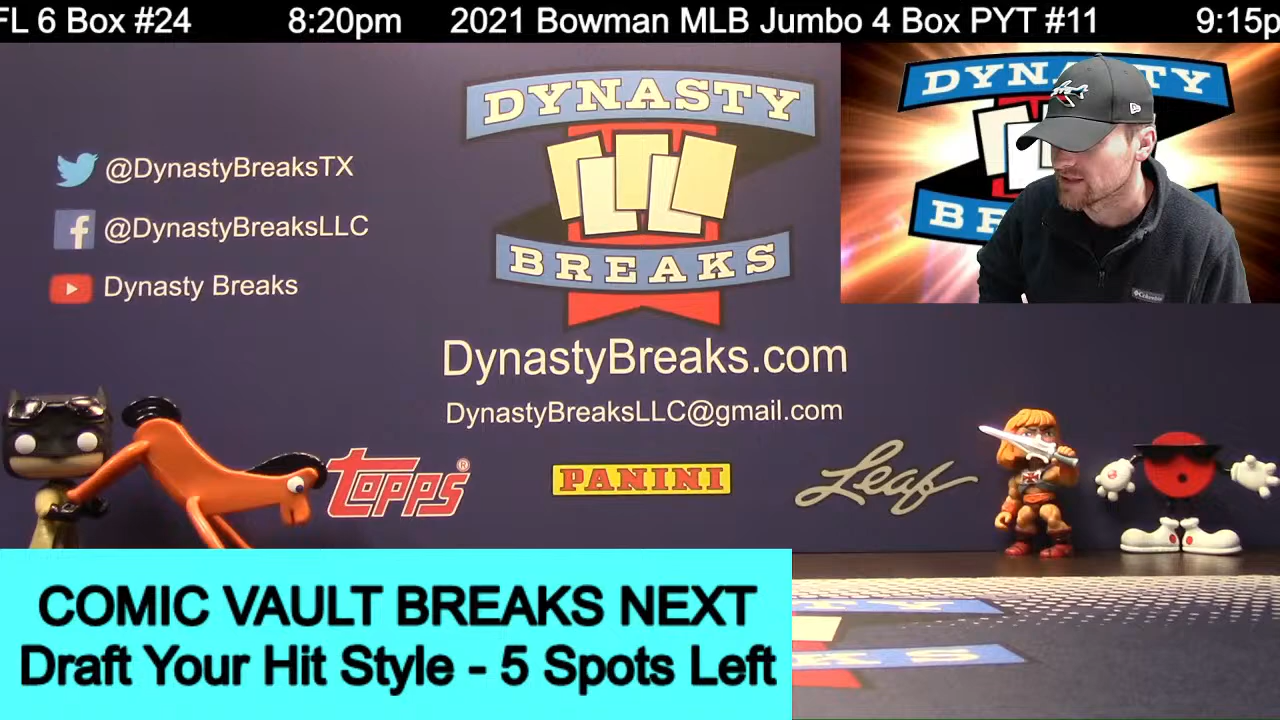 FL 6 Box #24 8:20pm 2021 Bowman MLB Jumbo 4 Box PYT #11 9:15p
DYNASTY
BREAKS
@DynastyBreaksTX
@DynastyBreaksLLC
Dynasty Breaks
DynastyBreaks.com
DynastyBreaksLLC@gmail.com
TOPPS®
PANINI
Leaf
DYNASTY
BRE
Columbia
COMIC VAULT BREAKS NEXT
Draft Your Hit Style - 5 Spots Left